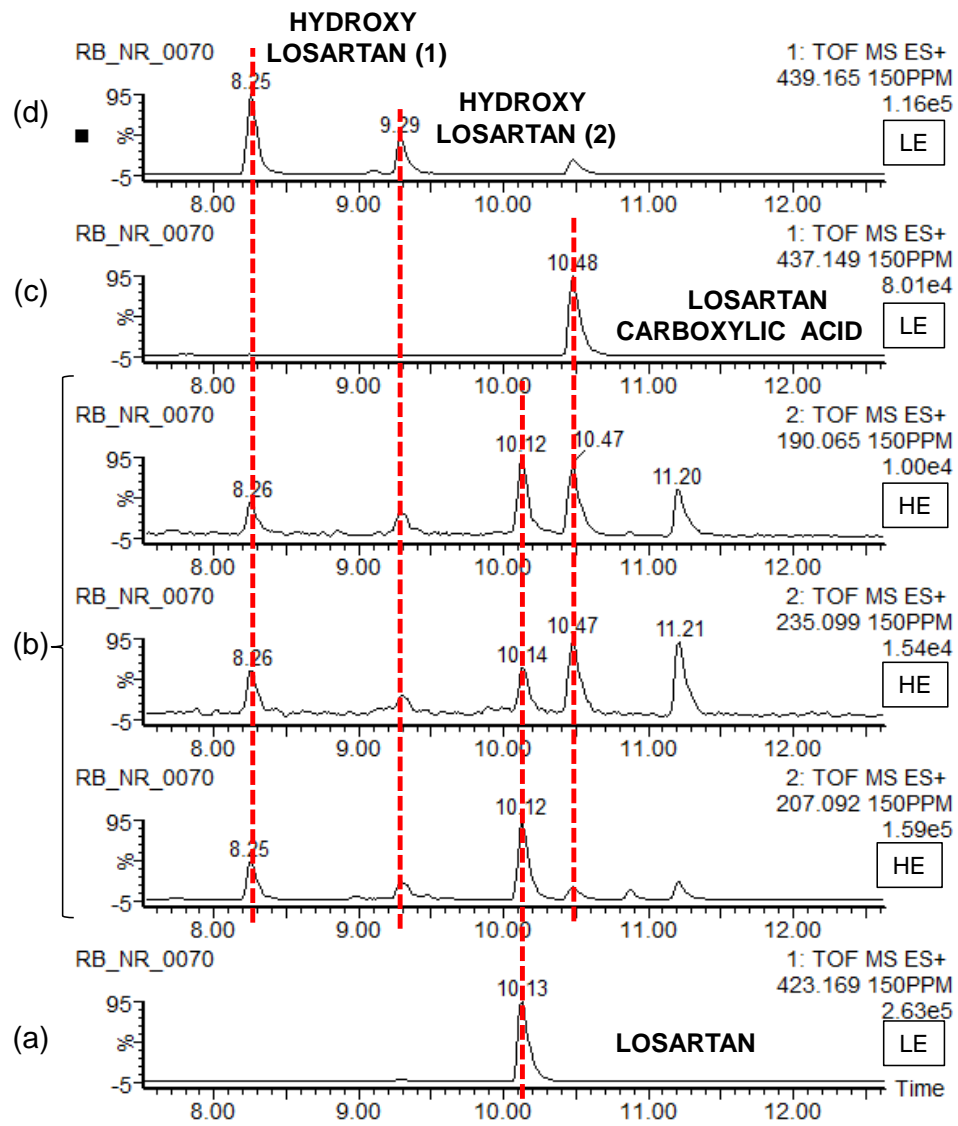 HYDROXY
LOSARTAN (1)
RB_NR_0070
1: TOF MS ES+
439.165 150PPM
1.16e5
LE
(d)
HYDROXY
LOSARTAN (2)
95
%
-5
8.25
9.29
8.00 9.00 10.00 11.00 12.00
RB_NR_0070
1: TOF MS ES+
437.149 150PPM
8.01e4
LE
(c)
95
%
-5
10.48
LOSARTAN
CARBOXYLIC ACID
8.00 9.00 10.00 11.00 12.00
RB_NR_0070
2: TOF MS ES+
190.065 150PPM
1.00e4
HE
95
%
-5
8.26
10.12
10.47
11.20
8.00 9.00 10.00 11.00 12.00
RB_NR_0070
2: TOF MS ES+
235.099 150PPM
1.54e4
HE
(b)
95
%
-5
8.26
10.14
10.47
11.21
8.00 9.00 10.00 11.00 12.00
RB_NR_0070
2: TOF MS ES+
207.092 150PPM
1.59e5
HE
95
%
-5
8.25
10.12
8.00 9.00 10.00 11.00 12.00
RB_NR_0070
1: TOF MS ES+
423.169 150PPM
2.63e5
LE
(a)
95
%
-5
10.13
LOSARTAN
Time
8.00 9.00 10.00 11.00 12.00